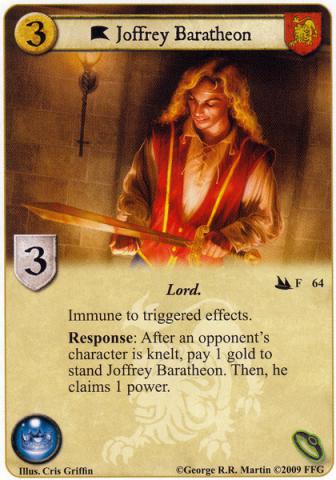 3
Joffrey Baratheon
3
Lord.
F 64
Immune to triggered effects.
Response: After an opponent's
character is knelt, pay 1 gold to
stand Joffrey Baratheon. Then, he
claims 1 power.
Illus. Cris Griffin
©George R.R. Martin ©2009 FFG